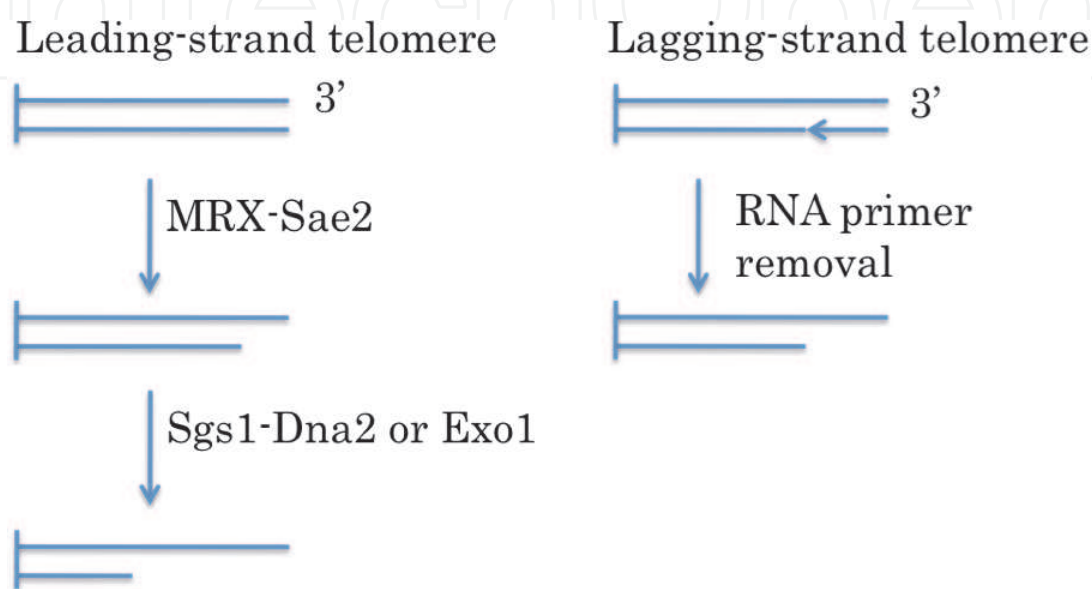 Leading-strand telomere
3’
MRX-Sae2
Sgs1-Dna2 or Exo1
Lagging-strand telomere
3’
RNA primer
removal